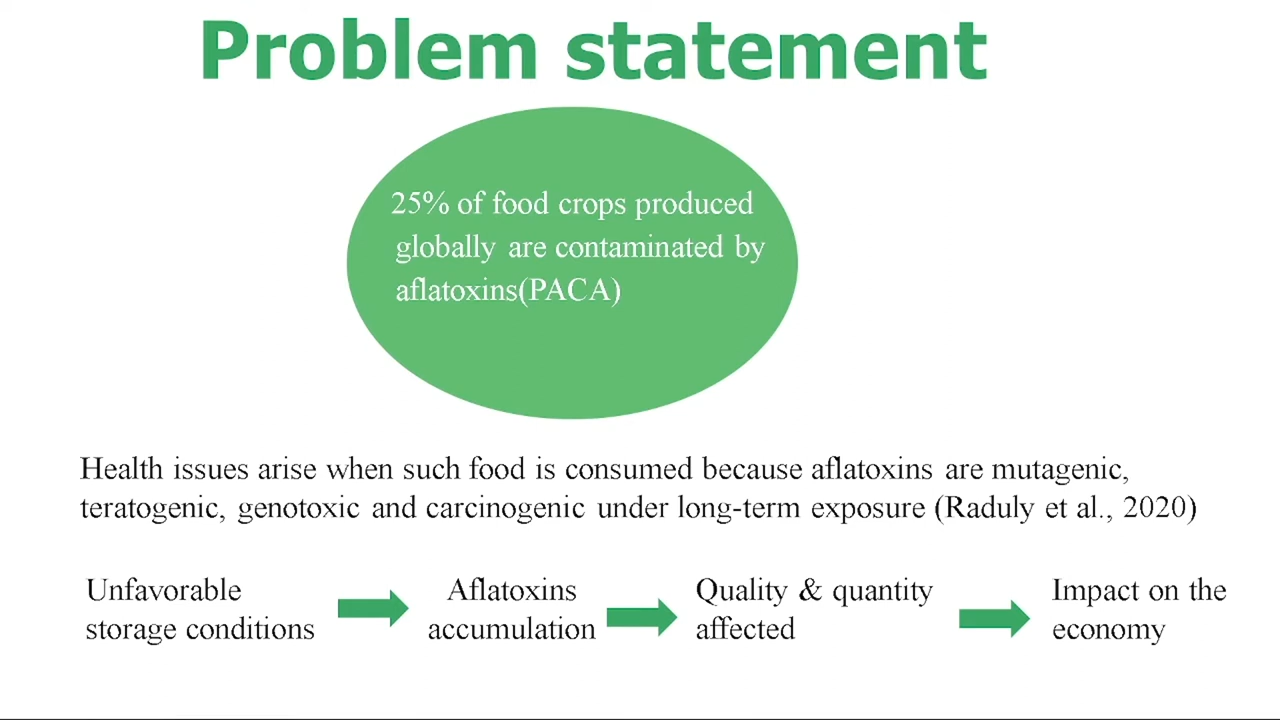 Problem statement
25% of food crops produced
globally are contaminated by
aflatoxins(PACA)
Health issues arise when such food is consumed because aflatoxins are mutagenic,
teratogenic, genotoxic and carcinogenic under long-term exposure (Raduly et al., 2020)
Unfavorable
storage conditions
Aflatoxins
accumulation
Quality & quantity
affected
Impact on the
economy